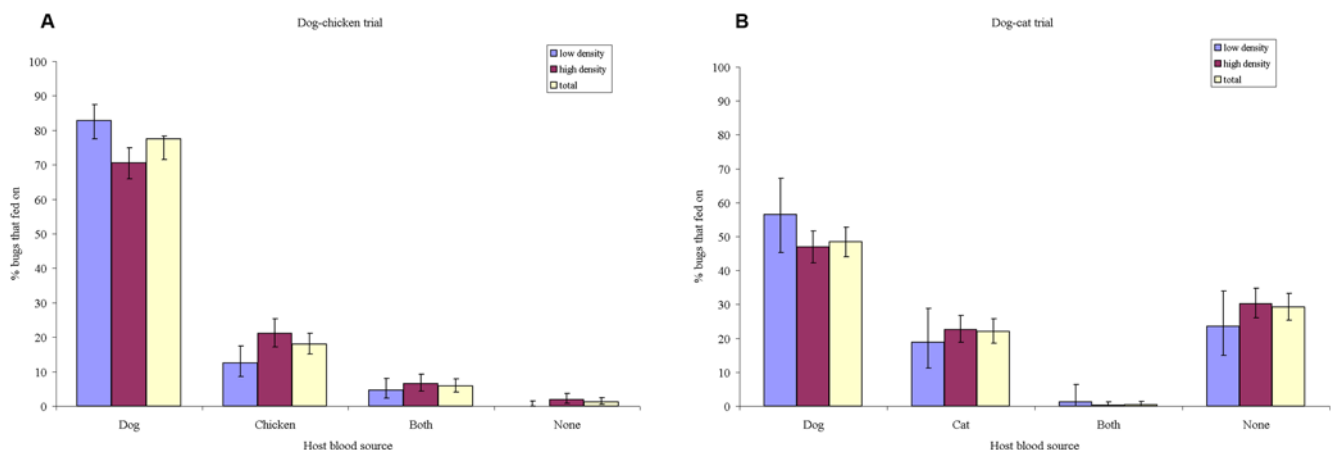 A
Dog-chicken trial
low density
high density
total
100
90
80
70
60
50
40
30
20
10
0
% bugs that fed on
Dog Chicken Both None
Host blood source
B
Dog-cat trial
low density
high density
total
100
90
80
70
60
50
40
30
20
10
0
% bugs that fed on
Dog Cat Both None
Host blood source